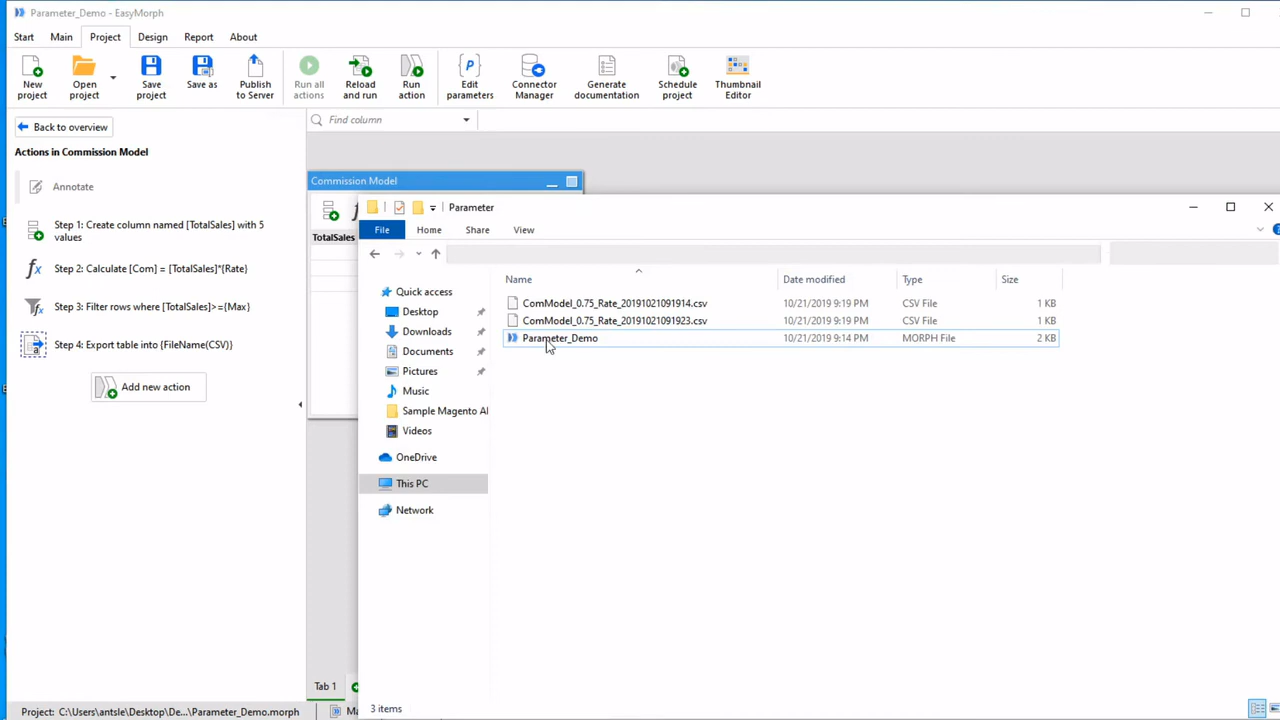 Parameter_Demo - EasyMorph
Start Main Project Design Report About
New project
Open project
Save project
Save as
Publish to Server
Run all actions
Reload and run
Run action
Edit parameters
Connector Manager
Generate documentation
Schedule project
Thumbnail Editor
Back to overview
Find column
Actions in Commission Model
Annotate
Step 1: Create column named [TotalSales] with 5
values
Step 2: Calculate [Com] = [TotalSales]*{Rate}
Step 3: Filter rows where [TotalSales]>={Max}
Step 4: Export table into {FileName(CSV)}
Add new action
Commission Model
TotalSales
Parameter
File Home Share View
Name Date modified Type Size
ComModel_0.75_Rate_20191021091914.csv 10/21/2019 9:19 PM CSV File 1 KB
ComModel_0.75_Rate_20191021091923.csv 10/21/2019 9:19 PM CSV File 1 KB
Parameter_Demo 10/21/2019 9:14 PM MORPH File 2 KB
Quick access
Desktop
Downloads
Documents
Pictures
Music
Sample Magento A
Videos
OneDrive
This PC
Network
3 items
Tab 1
Project: C:\Users\antsle\Desktop\De...\Parameter_Demo.morph
Ma